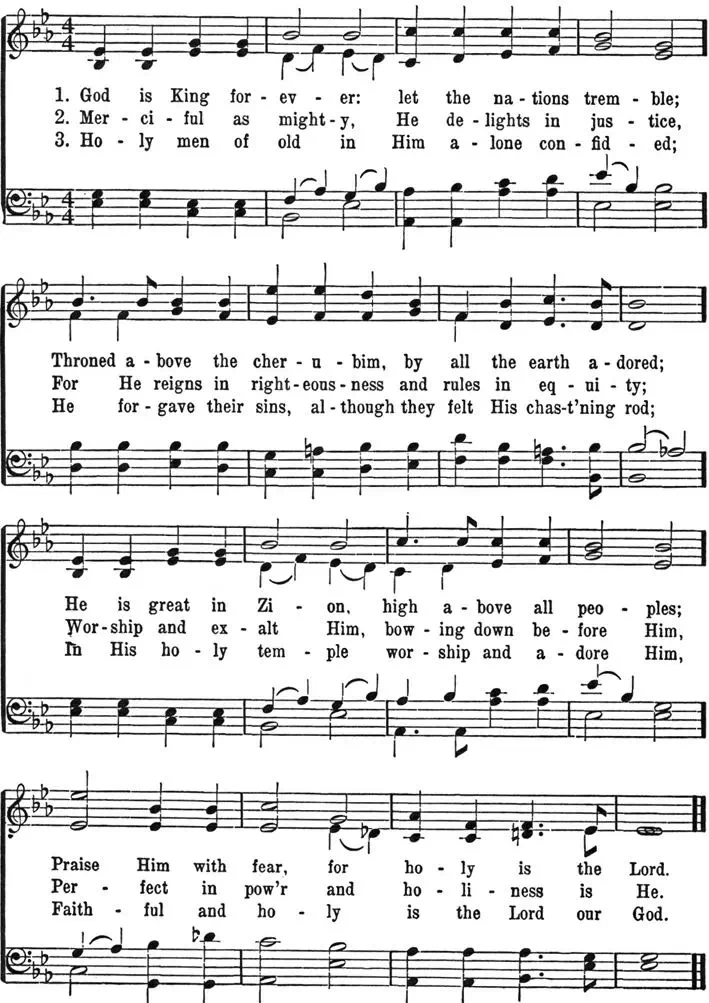 4 4
1. God is King for - ev - er: let the na - tions trem - ble;
2. Mer - ci - ful as might - y, He de - lights in jus - tice,
3. Ho - ly men of old in Him a - lone con - fid - ed;
4 4
Throned a - bove the cher - u - bim, by all the earth a - dored;
For He reigns in right - eous - ness and rules in eq - ui - ty;
He for - gave their sins, al - though they felt His chas - t'ning rod;
He is great in Zi - on, high a - bove all peo - ples;
Wor - ship and ex - alt Him, bow - ing down be - fore Him,
In His ho - ly tem - ple wor - ship and a - dore Him,
Praise Him with fear, for ho - ly is the Lord.
Per - fect in pow'r and ho - li - ness is He.
Faith - ful and ho - ly is the Lord our God.